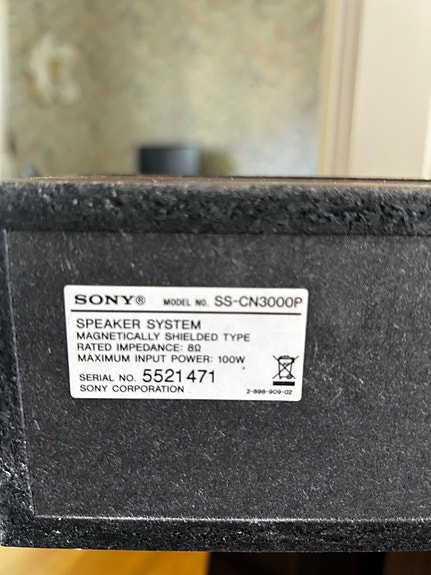 SONY® MODEL NO. SS-CN3000P
SPEAKER SYSTEM
MAGNETICALLY SHIELDED TYPE
RATED IMPEDANCE: 8Ω
MAXIMUM INPUT POWER: 100W
SERIAL NO. 5521471
SONY CORPORATION 2-898-909-02